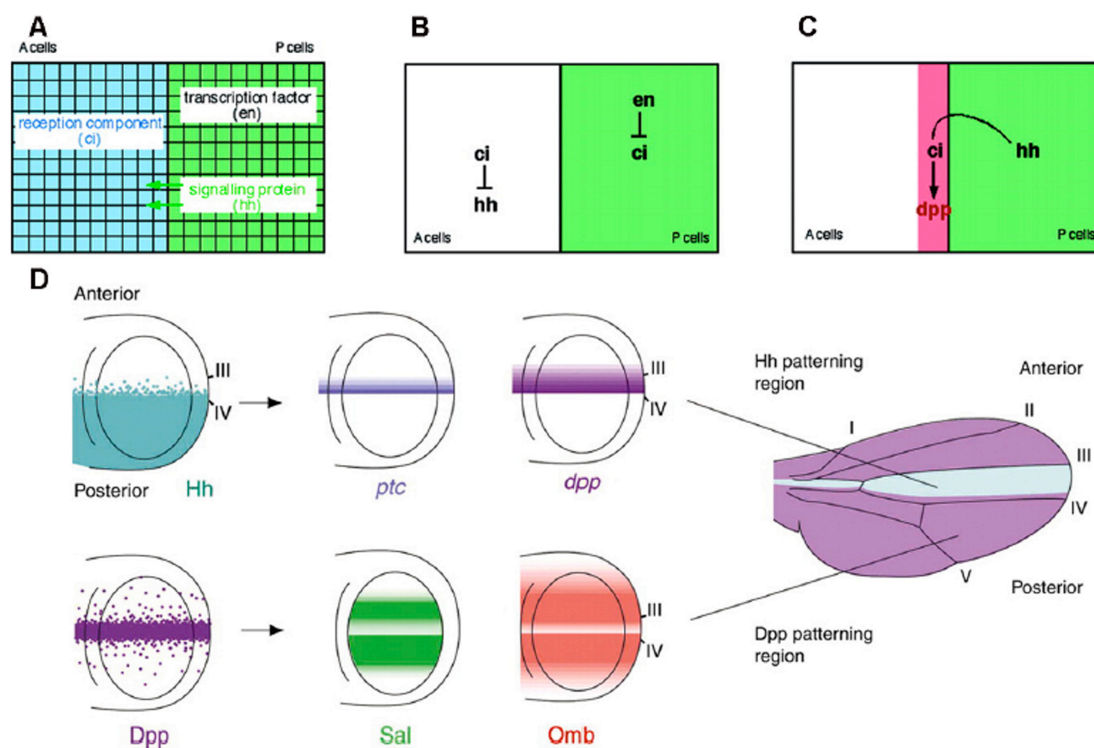 A
A cells
P cells
transcription factor
(en)
reception component
(ci)
signalling protein
(hh)
B
en
ci
ci
hh
A cells
P cells
C
ci
hh
dpp
A cells
P cells
D
Anterior
III
IV
Posterior
Hh
ptc
III
IV
dpp
Hh patterning
region
Anterior
I
II
III
IV
V
Posterior
Dpp patterning
region
Dpp
Sal
III
IV
Omb